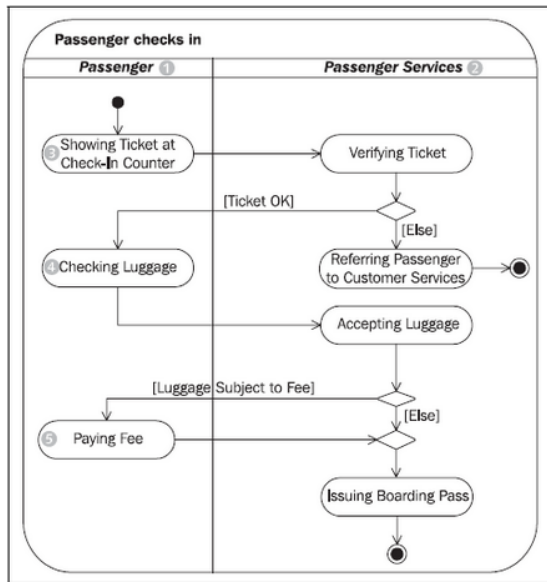 Passenger checks in
Passenger 1
Passenger Services 2
3 Showing Ticket at
Check-In Counter
Verifying Ticket
[Ticket OK]
[Else]
4 Checking Luggage
Referring Passenger
to Customer Services
Accepting Luggage
[Luggage Subject to Fee]
[Else]
5 Paying Fee
Issuing Boarding Pass